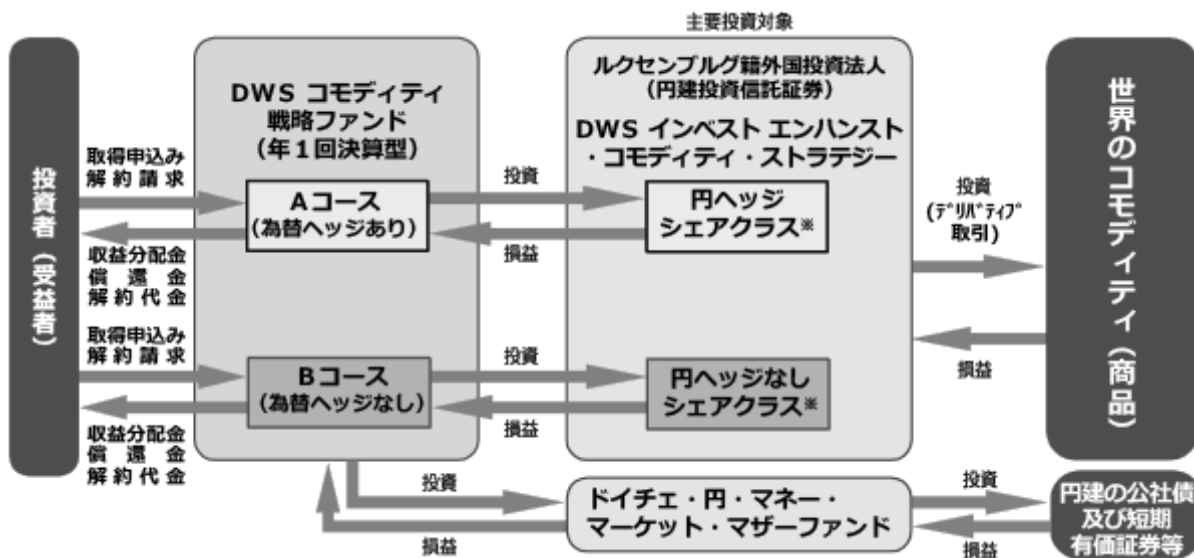 主要投資対象
投資者（受益者）
取得申込み
解約請求
収益分配金
償還金
解約代金
取得申込み
解約請求
収益分配金
償還金
解約代金
DWS コモディティ
戦略ファンド
（年１回決算型）
Aコース
（為替ヘッジあり）
Bコース
（為替ヘッジなし）
投資
損益
投資
損益
ルクセンブルグ籍外国投資法人
（円建投資信託証券）
DWS インベスト エンハンスト
・コモディティ・ストラテジー
円ヘッジ
シェアクラス※
円ヘッジなし
シェアクラス※
投資
(ﾃﾞﾘﾊﾞﾃｨﾌﾞ
取引)
損益
世界のコモディティ（商品）
投資
損益
ドイチェ・円・マネー・
マーケット・マザーファンド
投資
損益
円建の公社債
及び短期
有価証券等